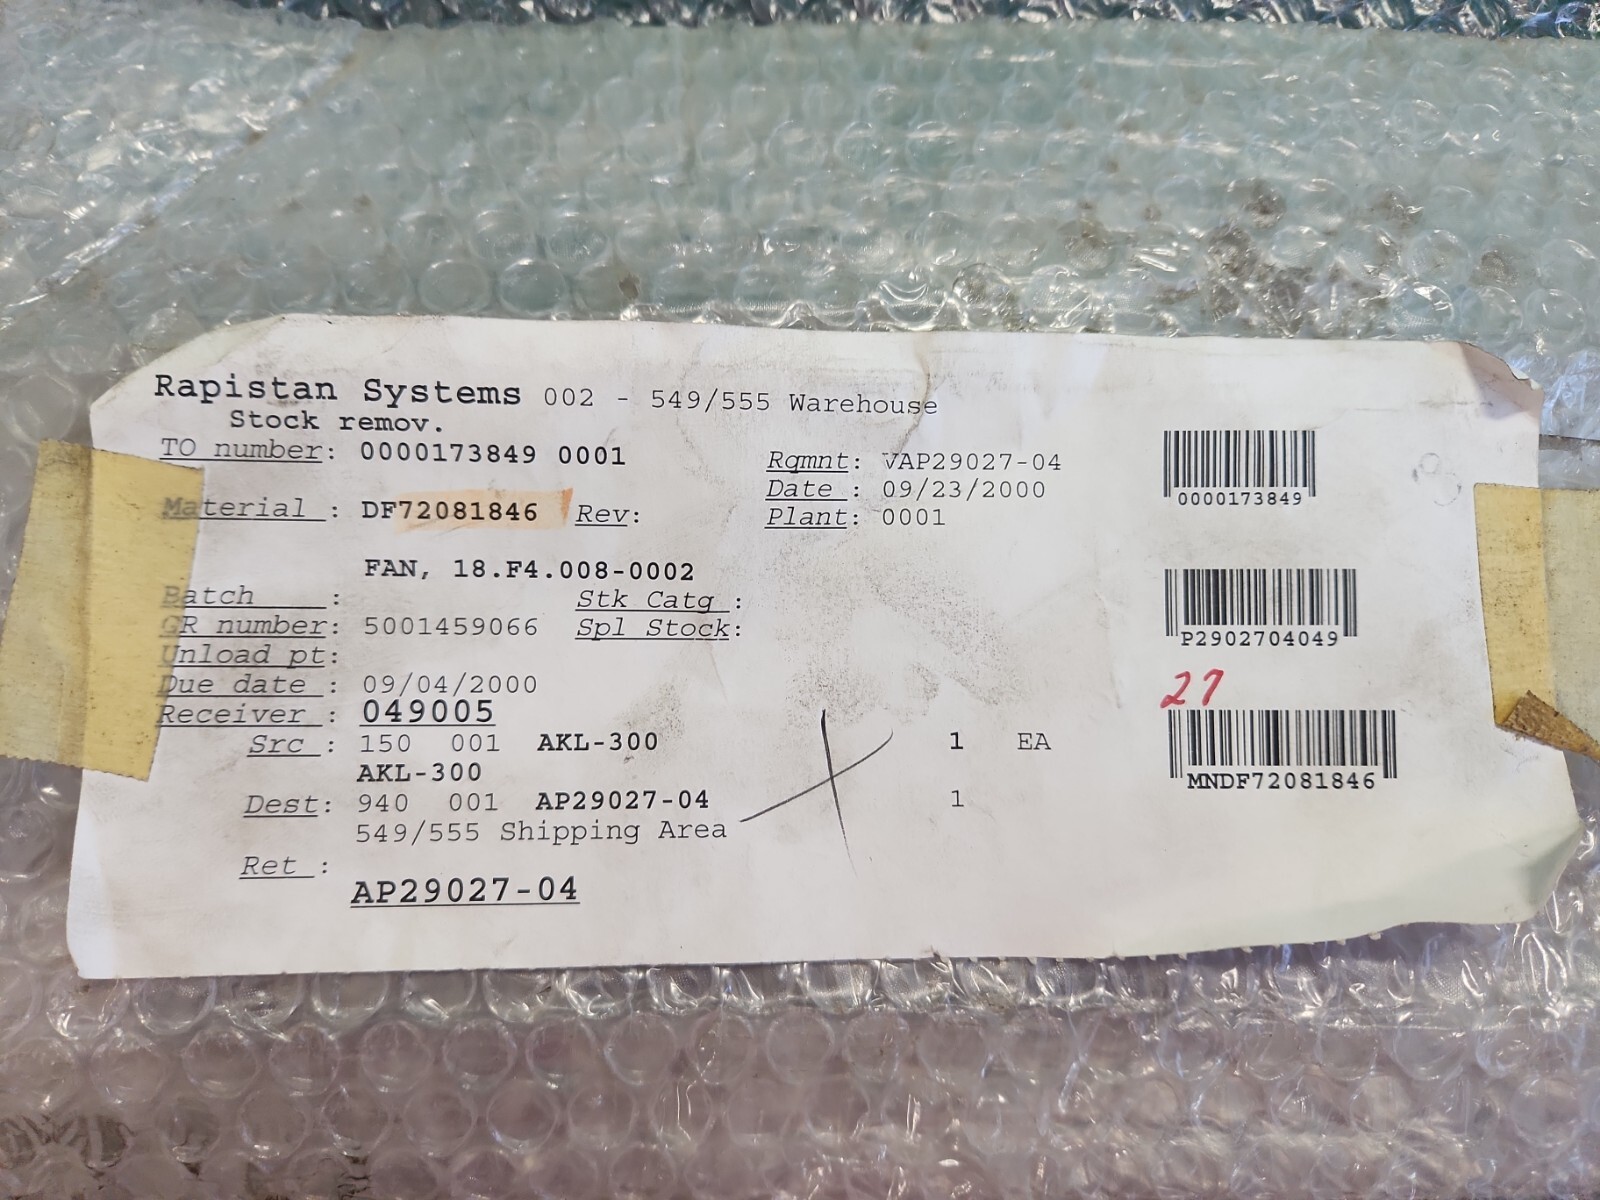 Rapistan Systems 002 - 549/555 Warehouse
Stock remov.
TO number: 0000173849 0001
Rqmnt: VAP29027-04
Date : 09/23/2000
Plant: 0001
0000173849
Material : DF72081846 Rev:
FAN, 18.F4.008-0002
Batch : Stk Catg :
GR number: 5001459066 Spl Stock:
P2902704049
Unload pt:
Due date : 09/04/2000
27
Receiver : 049005
Src : 150 001 AKL-300 1 EA
AKL-300
MNDF72081846
Dest: 940 001 AP29027-04 1
549/555 Shipping Area
Ret :
AP29027-04